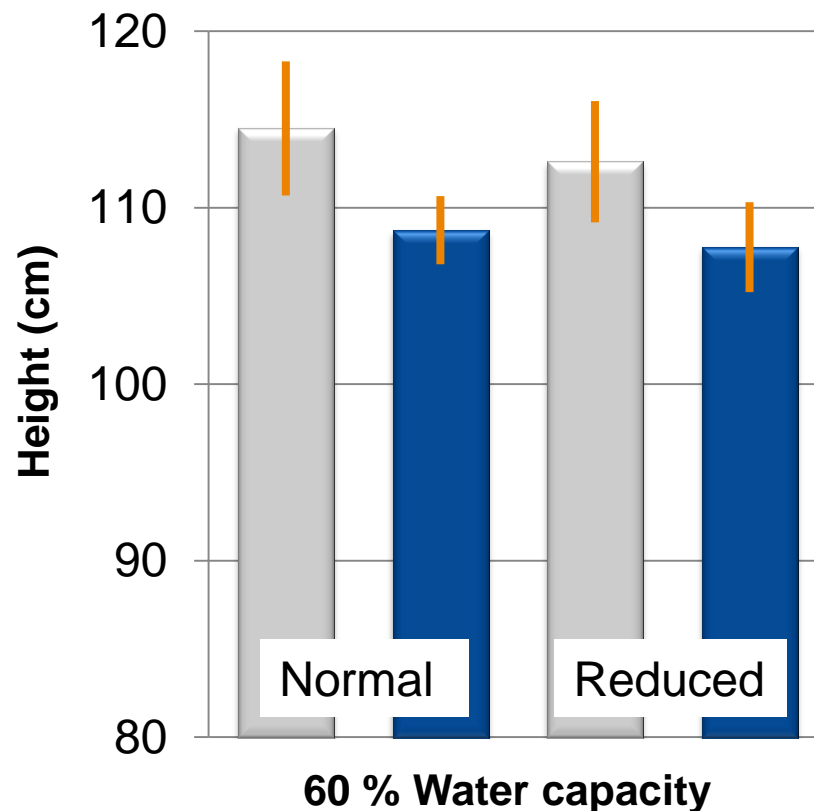 120
110
100
90
80
Height (cm)
Normal
Reduced
60 % Water capacity